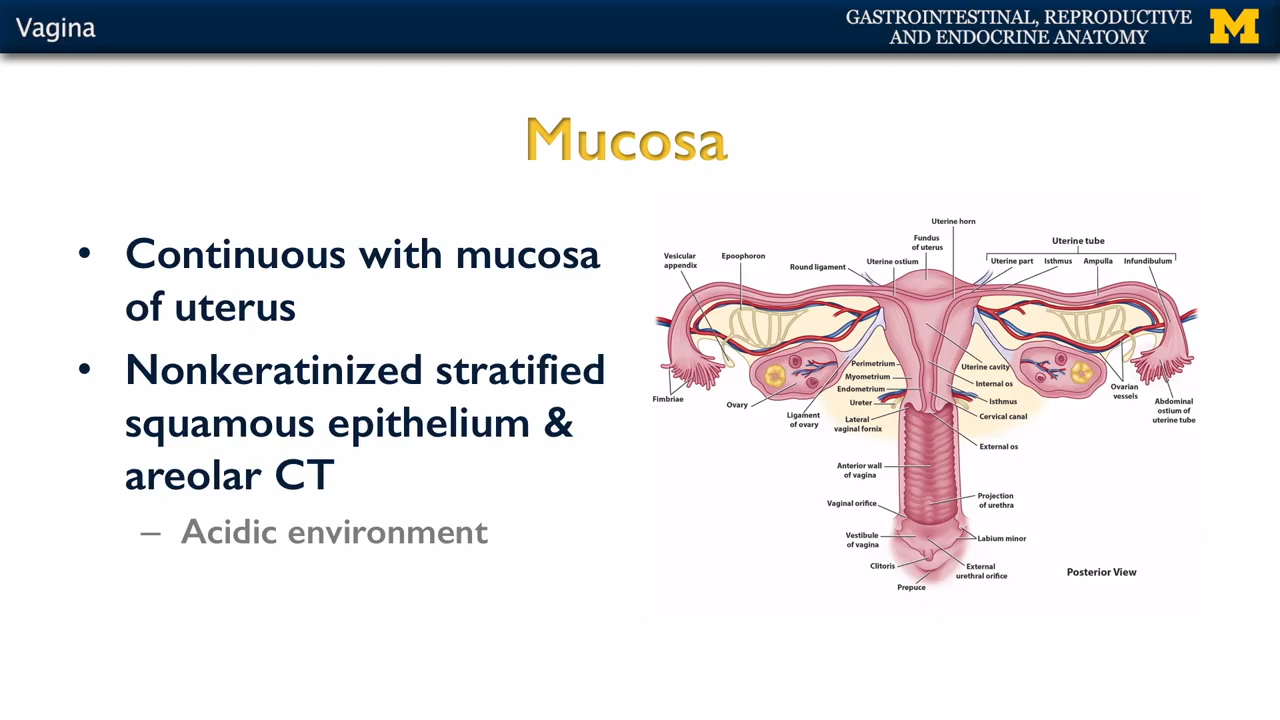 Vagina
GASTROINTESTINAL, REPRODUCTIVE
AND ENDOCRINE ANATOMY
M
Mucosa
• Continuous with mucosa
of uterus
• Nonkeratinized stratified
squamous epithelium &
areolar CT
– Acidic environment
Uterine horn
Fundus
of uterus
Uterine tube
Vesicular
appendix
Epoophoron
Round ligament
Uterine ostium
Uterine part
Isthmus
Ampulla
Infundibulum
Perimetrium
Myometrium
Endometrium
Ureter
Lateral
vaginal fornix
Uterine cavity
Internal os
Isthmus
Cervical canal
External os
Fimbriae
Ovary
Ligament
of ovary
Ovarian
vessels
Abdominal
ostium of
uterine tube
Anterior wall
of vagina
Vaginal orifice
Projection
of urethra
Vestibule
of vagina
Labium minor
Clitoris
External
urethral orifice
Prepuce
Posterior View